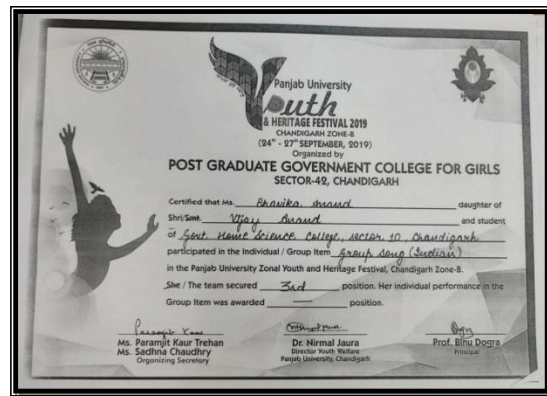 Panjab University
Youth
& HERITAGE FESTIVAL 2019
CHANDIGARH ZONE-B
(24th - 27th SEPTEMBER, 2019)
Organized by
POST GRADUATE GOVERNMENT COLLEGE FOR GIRLS
SECTOR-42, CHANDIGARH
Certified that Ms. Bhavika Anand daughter of
Shri/Smt. Vijay Anand and student
of Govt. Home Science College, sector 10, Chandigarh
participated in the Individual / Group Item Group song (Indian)
in the Panjab University Zonal Youth and Heritage Festival, Chandigarh Zone-B.
She / The team secured 3rd position. Her individual performance in the
Group Item was awarded — position.
Ms. Paramjit Kaur Trehan
Ms. Sadhna Chaudhry
Organizing Secretary
Dr. Nirmal Jaura
Director Youth Welfare
Panjab University, Chandigarh
Prof. Binu Dogra
Principal